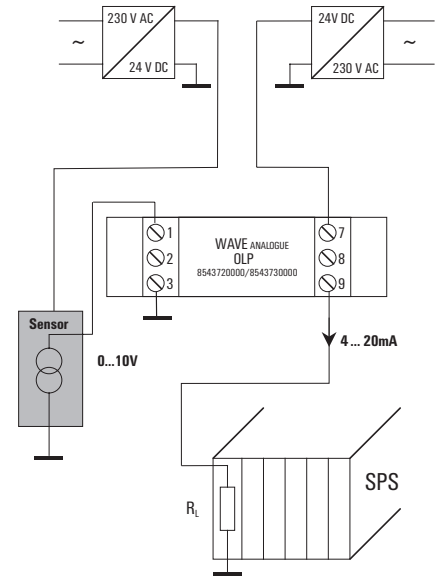 230 V AC
24 V DC
~
24V DC
230 V AC
~
1
2
3
WAVE ANALOGUE
OLP
8543720000/8543730000
7
8
9
Sensor
0...10V
4 ... 20mA
SPS
RL